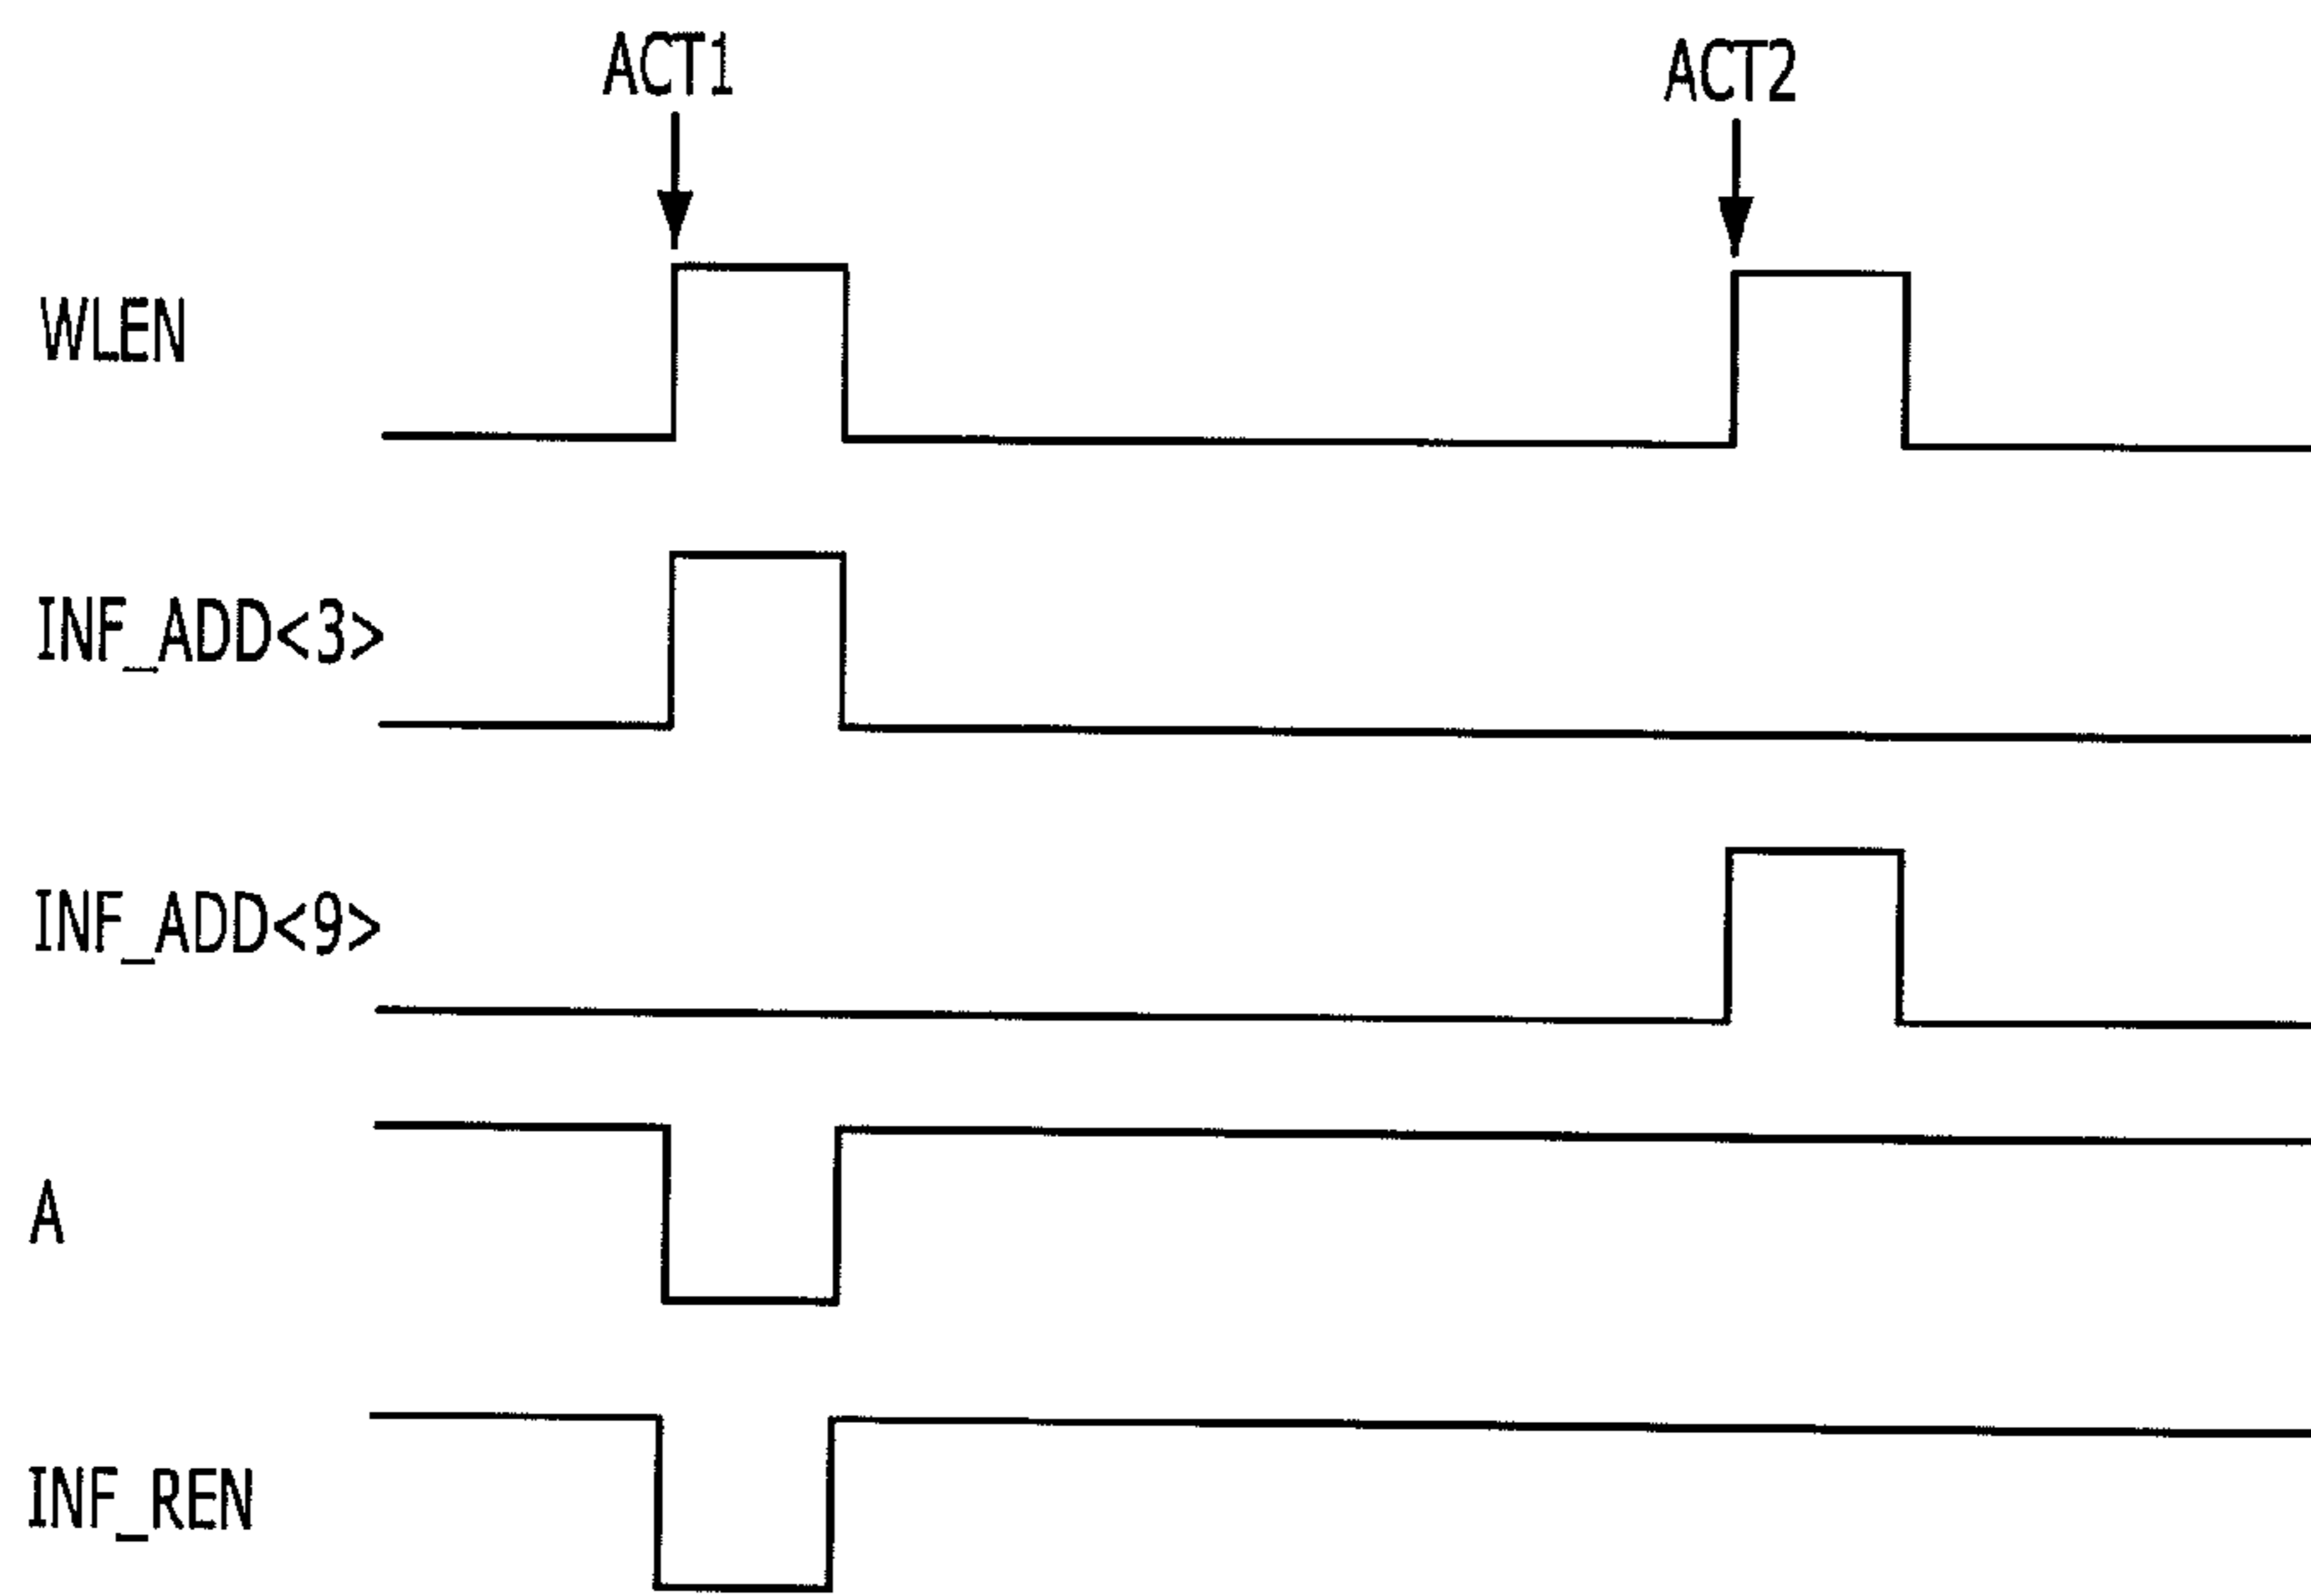 ACT1
ACT2
WLEN
INF_ADD<3>
INF_ADD<9>
A
INF_REN